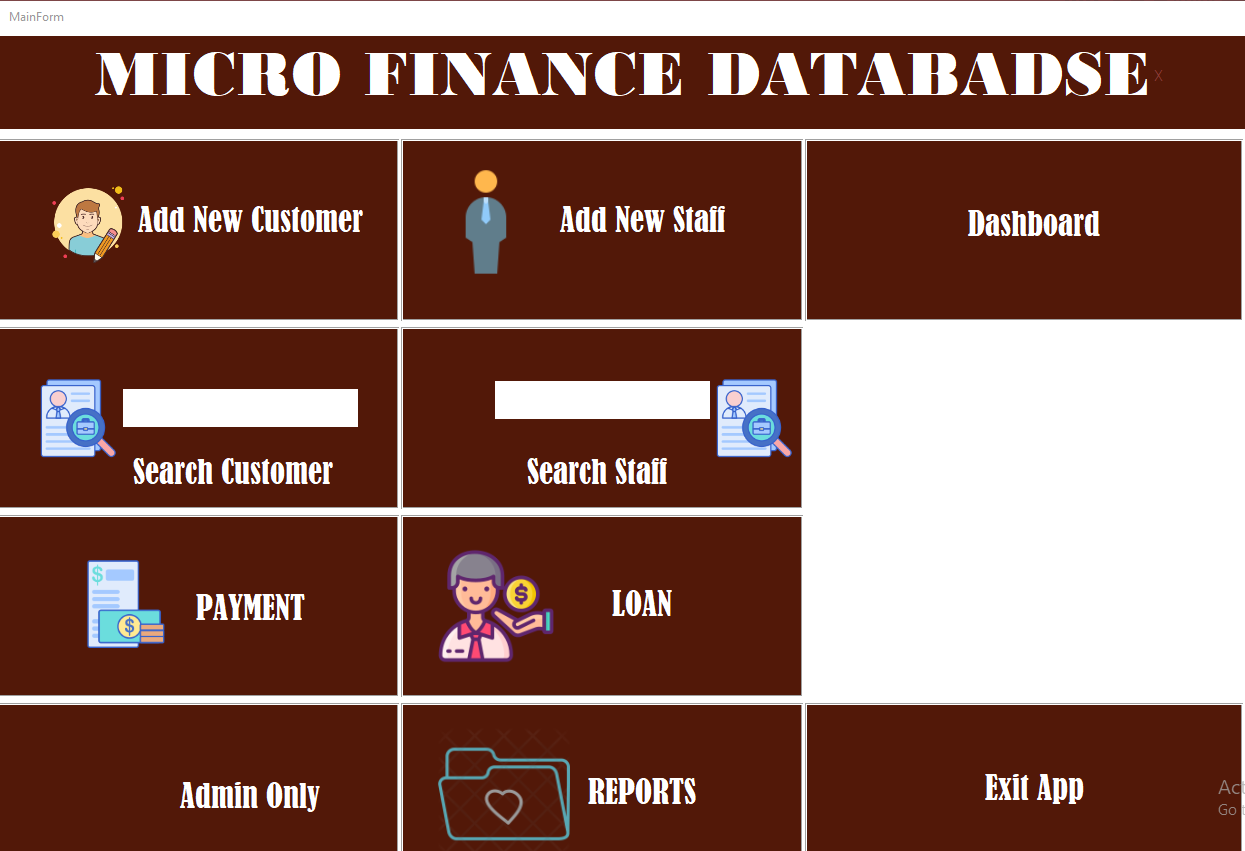 MainForm
MICRO FINANCE DATABADSE
X
Add New Customer
Add New Staff
Dashboard
Search Customer
Search Staff
$
$
PAYMENT
$
LOAN
Admin Only
REPORTS
Exit App
Go t